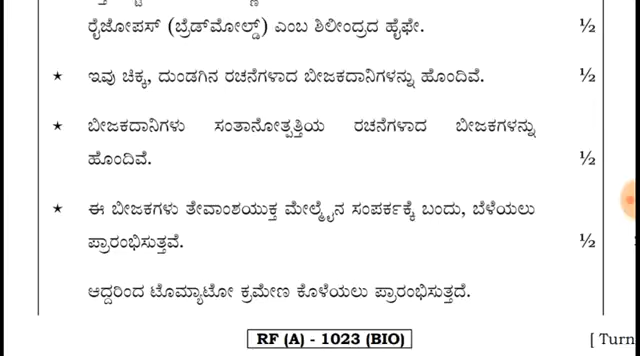 ರೈಜೋಪಸ್ (ಬ್ರೆಡ್‌ಮೋಲ್ಡ್) ಎಂಬ ಶಿಲೀಂದ್ರದ ಹೈಫೇ. ½
★ ಇವು ಚಿಕ್ಕ, ದುಂಡಗಿನ ರಚನೆಗಳಾದ ಬೀಜಕದಾನಿಗಳನ್ನು ಹೊಂದಿವೆ. ½
★ ಬೀಜಕದಾನಿಗಳು ಸಂತಾನೋತ್ಪತ್ತಿಯ ರಚನೆಗಳಾದ ಬೀಜಕಗಳನ್ನು
ಹೊಂದಿವೆ. ½
★ ಈ ಬೀಜಕಗಳು ತೇವಾಂಶಯುಕ್ತ ಮೇಲ್ಮೈನ ಸಂಪರ್ಕಕ್ಕೆ ಬಂದು, ಬೆಳೆಯಲು
ಪ್ರಾರಂಭಿಸುತ್ತವೆ. ½
ಆದ್ದರಿಂದ ಟೊಮ್ಯಾಟೋ ಕ್ರಮೇಣ ಕೊಳೆಯಲು ಪ್ರಾರಂಭಿಸುತ್ತದೆ.
RF (A) - 1023 (BIO) [ Turn